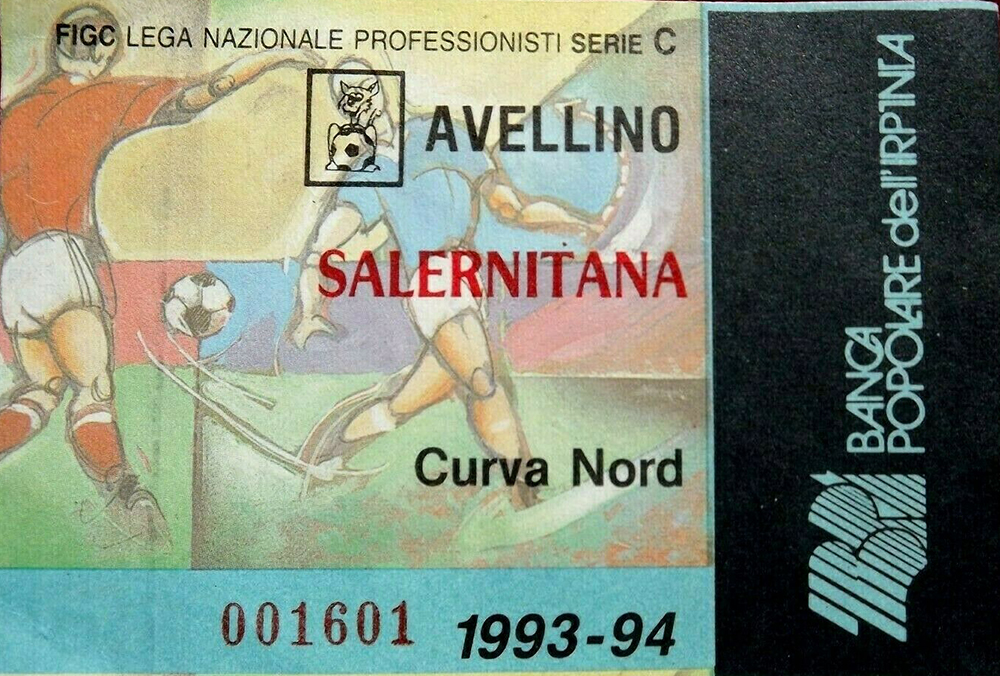 FIGC LEGA NAZIONALE PROFESSIONISTI SERIE C
AVELLINO
SALERNITANA
Curva Nord
001601
1993-94
BANCA
POPOLARE dell'IRPINIA